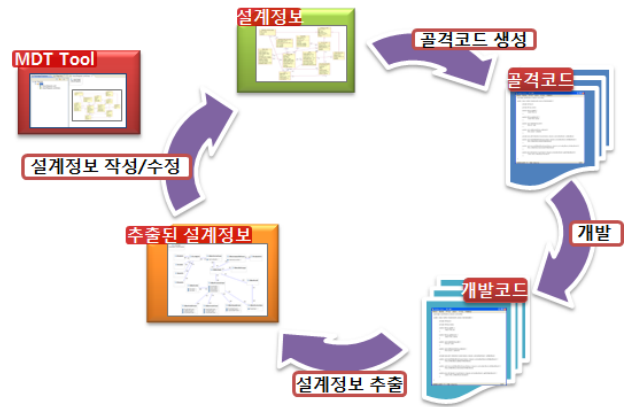 설계정보
골격코드 생성
MDT Tool
골격코드
설계정보 작성/수정
개발
추출된 설계정보
개발코드
설계정보 추출